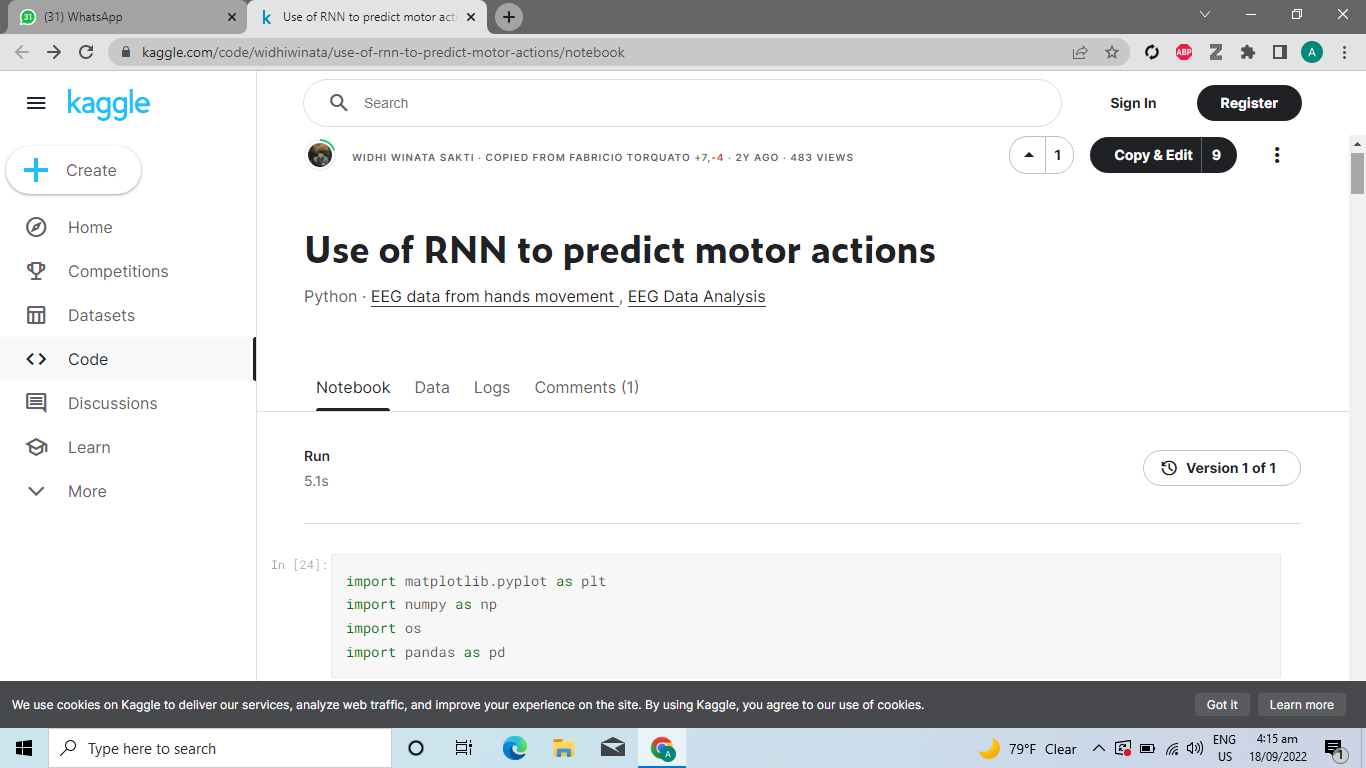 (31) WhatsApp
Use of RNN to predict motor acti
kaggle.com/code/widhiwinata/use-of-rnn-to-predict-motor-actions/notebook
ABP
A
kaggle
Search
Sign In
Register
WIDHI WINATA SAKTI · COPIED FROM FABRICIO TORQUATO +7,-4 · 2Y AGO · 483 VIEWS
1
Copy & Edit
9
Create
Home
Competitions
Datasets
Code
Discussions
Learn
More
Use of RNN to predict motor actions
Python · EEG data from hands movement , EEG Data Analysis
Notebook
Data
Logs
Comments (1)
Run
5.1s
Version 1 of 1
In [24]:
import matplotlib.pyplot as plt
import numpy as np
import os
import pandas as pd
We use cookies on Kaggle to deliver our services, analyze web traffic, and improve your experience on the site. By using Kaggle, you agree to our use of cookies.
Got it
Learn more
Type here to search
79°F Clear
ENG
US
4:15 am
18/09/2022
1